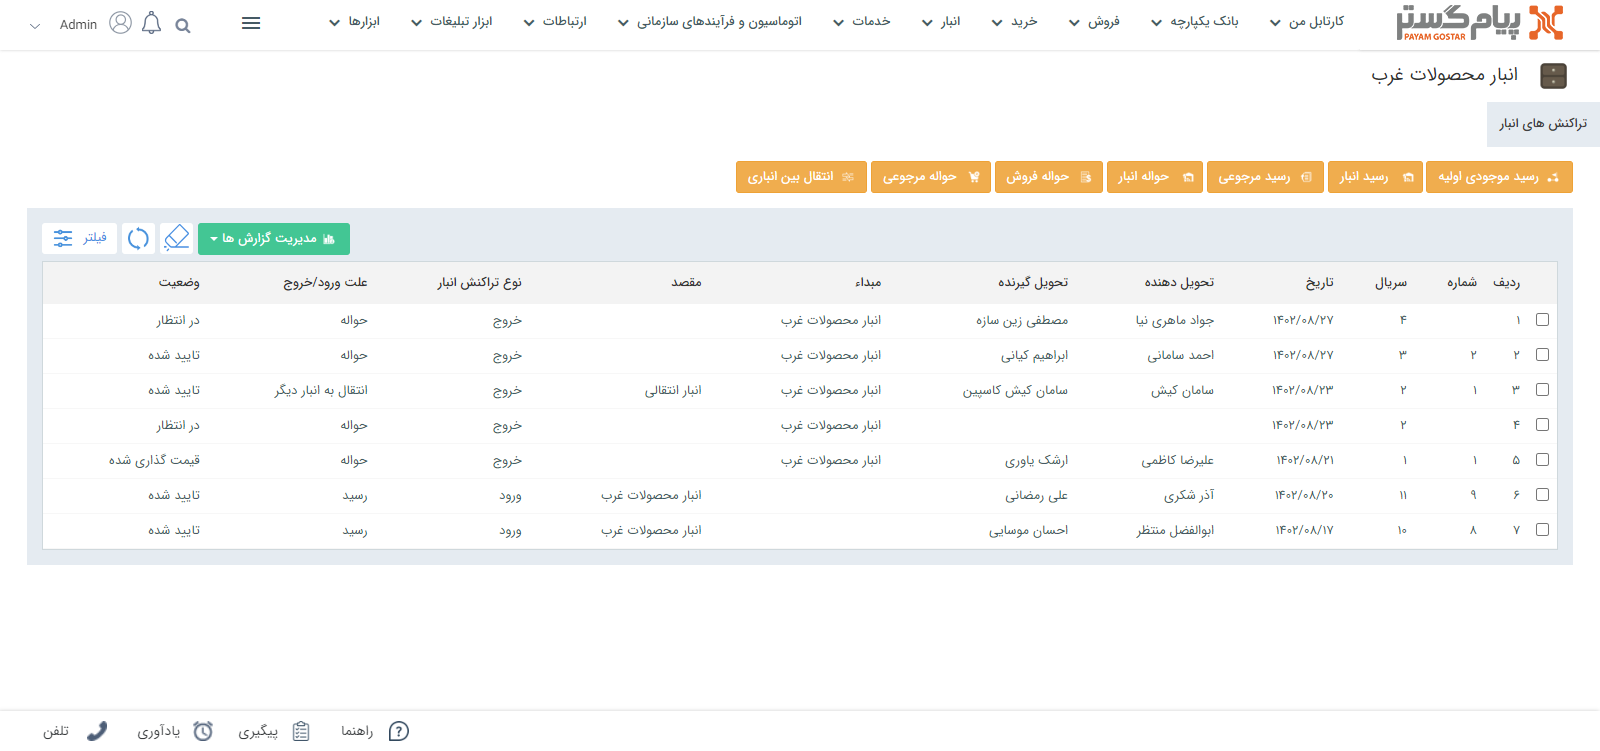 پیام‌گستر
PAYAM GOSTAR
کارتابل من
بانک یکپارچه
فروش
خرید
انبار
خدمات
اتوماسیون و فرآیندهای سازمانی
ارتباطات
ابزار تبلیغات
ابزارها
Admin
انبار محصولات غرب
تراکنش های انبار
رسید موجودی اولیه
رسید انبار
رسید مرجوعی
حواله انبار
حواله فروش
حواله مرجوعی
انتقال بین انباری
مدیریت گزارش ها
فیلتر
ردیف شماره سریال تاریخ تحویل دهنده تحویل گیرنده مبداء مقصد نوع تراکنش انبار علت ورود/خروج وضعیت
۱ ۴ ۱۴۰۲/۰۸/۲۷ جواد ماهری نیا مصطفی زین سازه انبار محصولات غرب خروج حواله در انتظار
۲ ۲ ۳ ۱۴۰۲/۰۸/۲۷ احمد سامانی ابراهیم کیانی انبار محصولات غرب خروج حواله تایید شده
۳ ۱ ۲ ۱۴۰۲/۰۸/۲۳ سامان کیش سامان کیش کاسپین انبار محصولات غرب انبار انتقالی خروج انتقال به انبار دیگر تایید شده
۴ ۲ ۱۴۰۲/۰۸/۲۳ انبار محصولات غرب خروج حواله در انتظار
۵ ۱ ۱ ۱۴۰۲/۰۸/۲۱ علیرضا کاظمی ارشک یاوری انبار محصولات غرب خروج حواله قیمت گذاری شده
۶ ۹ ۱۱ ۱۴۰۲/۰۸/۲۰ آذر شکری علی رمضانی انبار محصولات غرب ورود رسید تایید شده
۷ ۸ ۱۰ ۱۴۰۲/۰۸/۱۷ ابوالفضل منتظر احسان موسایی انبار محصولات غرب ورود رسید تایید شده
راهنما
پیگیری
یادآوری
تلفن